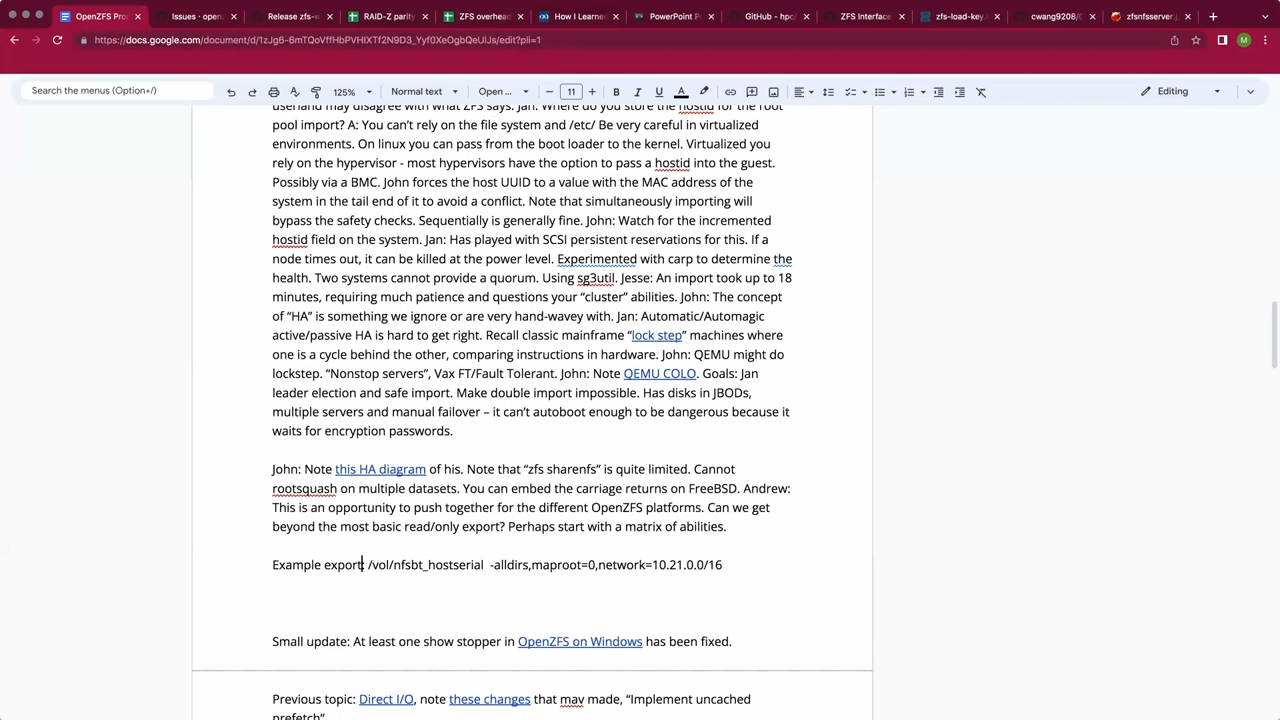 OpenZFS Pro
Issues · open
Release zfs-w
RAID-Z parity
ZFS overhea
How I Learne
PowerPoint P
GitHub - hpc/
ZFS Interface
zfs-load-key.
cwang9208/
zfsnfsserver.j
https://docs.google.com/document/d/1zJg6-6mTQoVffHbPVHIXTf2N9D3_Yyf0XeOgbQeUIJs/edit?pli=1
M
Search the menus (Option+/)
125%
Normal text
Open ...
11
B
I
U
A
Editing
userland may disagree with what ZFS says. Jan: Where do you store the hostid for the root
pool import? A: You can't rely on the file system and /etc/ Be very careful in virtualized
environments. On linux you can pass from the boot loader to the kernel. Virtualized you
rely on the hypervisor - most hypervisors have the option to pass a hostid into the guest.
Possibly via a BMC. John forces the host UUID to a value with the MAC address of the
system in the tail end of it to avoid a conflict. Note that simultaneously importing will
bypass the safety checks. Sequentially is generally fine. John: Watch for the incremented
hostid field on the system. Jan: Has played with SCSI persistent reservations for this. If a
node times out, it can be killed at the power level. Experimented with carp to determine the
health. Two systems cannot provide a quorum. Using sg3util. Jesse: An import took up to 18
minutes, requiring much patience and questions your “cluster” abilities. John: The concept
of “HA” is something we ignore or are very hand-wavey with. Jan: Automatic/Automagic
active/passive HA is hard to get right. Recall classic mainframe “lock step” machines where
one is a cycle behind the other, comparing instructions in hardware. John: QEMU might do
lockstep. “Nonstop servers”, Vax FT/Fault Tolerant. John: Note QEMU COLO. Goals: Jan
leader election and safe import. Make double import impossible. Has disks in JBODs,
multiple servers and manual failover – it can't autoboot enough to be dangerous because it
waits for encryption passwords.
John: Note this HA diagram of his. Note that “zfs sharenfs” is quite limited. Cannot
rootsquash on multiple datasets. You can embed the carriage returns on FreeBSD. Andrew:
This is an opportunity to push together for the different OpenZFS platforms. Can we get
beyond the most basic read/only export? Perhaps start with a matrix of abilities.
Example export: /vol/nfsbt_hostserial -alldirs,maproot=0,network=10.21.0.0/16
Small update: At least one show stopper in OpenZFS on Windows has been fixed.
Previous topic: Direct I/O, note these changes that may made, “Implement uncached
prefetch”